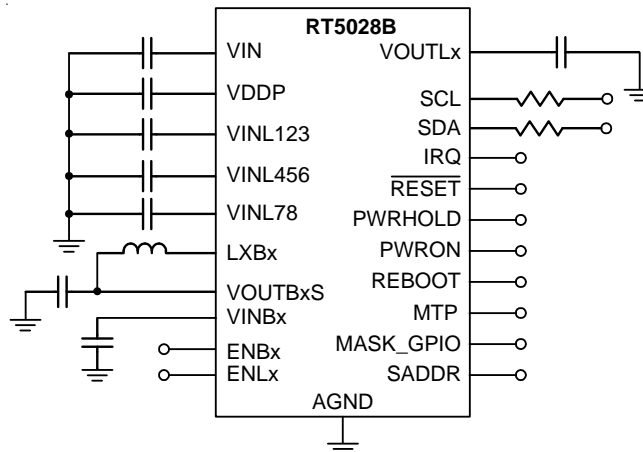 RT5028B
VIN
VDDP
VINL123
VINL456
VINL78
LXBx
VOUTBxS
VINBx
ENBx
ENLx
VOUTLx
SCL
SDA
IRQ
RESET
PWRHOLD
PWRON
REBOOT
MTP
MASK_GPIO
SADDR
AGND